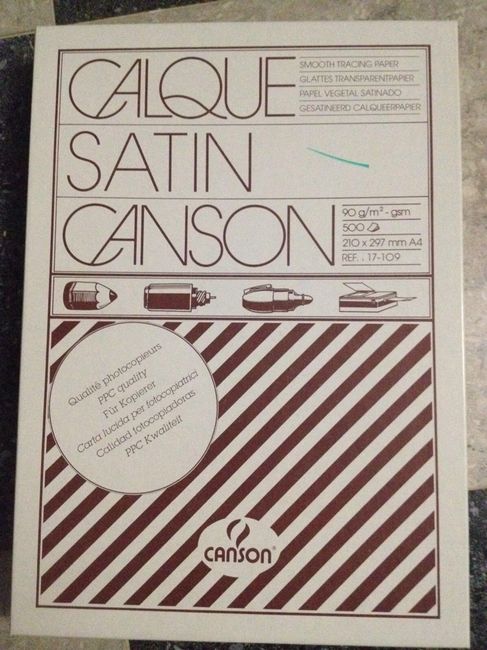 CALQUE
SMOOTH TRACING PAPER
GLATTES TRANSPARENTPAPIER
PAPEL VEGETAL SATINADO
GESATINEERD CALQUEERPAPIER
SATIN
CANSON
90 g/m² - gsm
500
210 x 297 mm A4
REF. : 17-109
Qualité photocopieurs
PPC quality
Für Kopierer
Carta lucida per fotocopiatrici
Calidad fotocopiadoras
PPC Kwaliteit
CANSON®